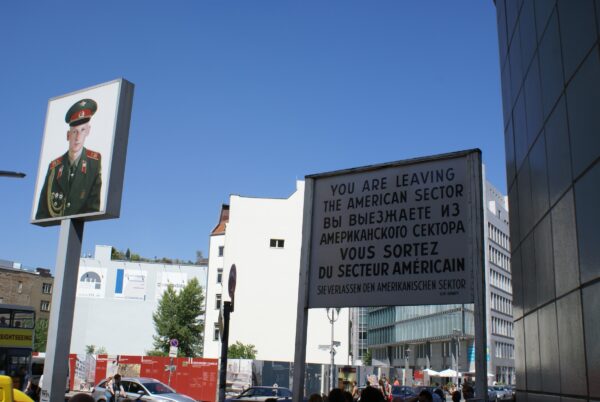 YOU ARE LEAVING
THE AMERICAN SECTOR
ВЫ ВЫЕЗЖАЕТЕ ИЗ
АМЕРИКАНСКОГО СЕКТОРА
VOUS SORTEZ
DU SECTEUR AMÉRICAIN
SIE VERLASSEN DEN AMERIKANISCHEN SEKTOR